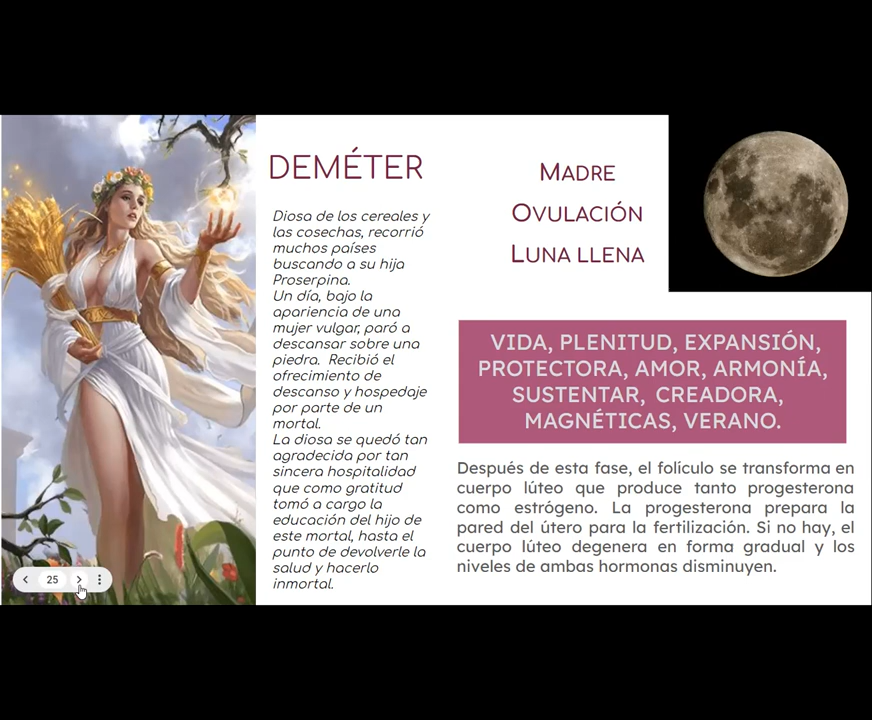 DEMÉTER
Diosa de los cereales y
las cosechas, recorrió
muchos países
buscando a su hija
Proserpina.
Un día, bajo la
apariencia de una
mujer vulgar, paró a
descansar sobre una
piedra. Recibió el
ofrecimiento de
descanso y hospedaje
por parte de un
mortal.
La diosa se quedó tan
agradecida por tan
sincera hospitalidad
que como gratitud
tomó a cargo la
educación del hijo de
este mortal, hasta el
punto de devolverle la
salud y hacerlo
inmortal.
MADRE
OVULACIÓN
LUNA LLENA
VIDA, PLENITUD, EXPANSIÓN,
PROTECTORA, AMOR, ARMONÍA,
SUSTENTAR, CREADORA,
MAGNÉTICAS, VERANO.
Después de esta fase, el folículo se transforma en
cuerpo lúteo que produce tanto progesterona
como estrógeno. La progesterona prepara la
pared del útero para la fertilización. Si no hay, el
cuerpo lúteo degenera en forma gradual y los
niveles de ambas hormonas disminuyen.
25